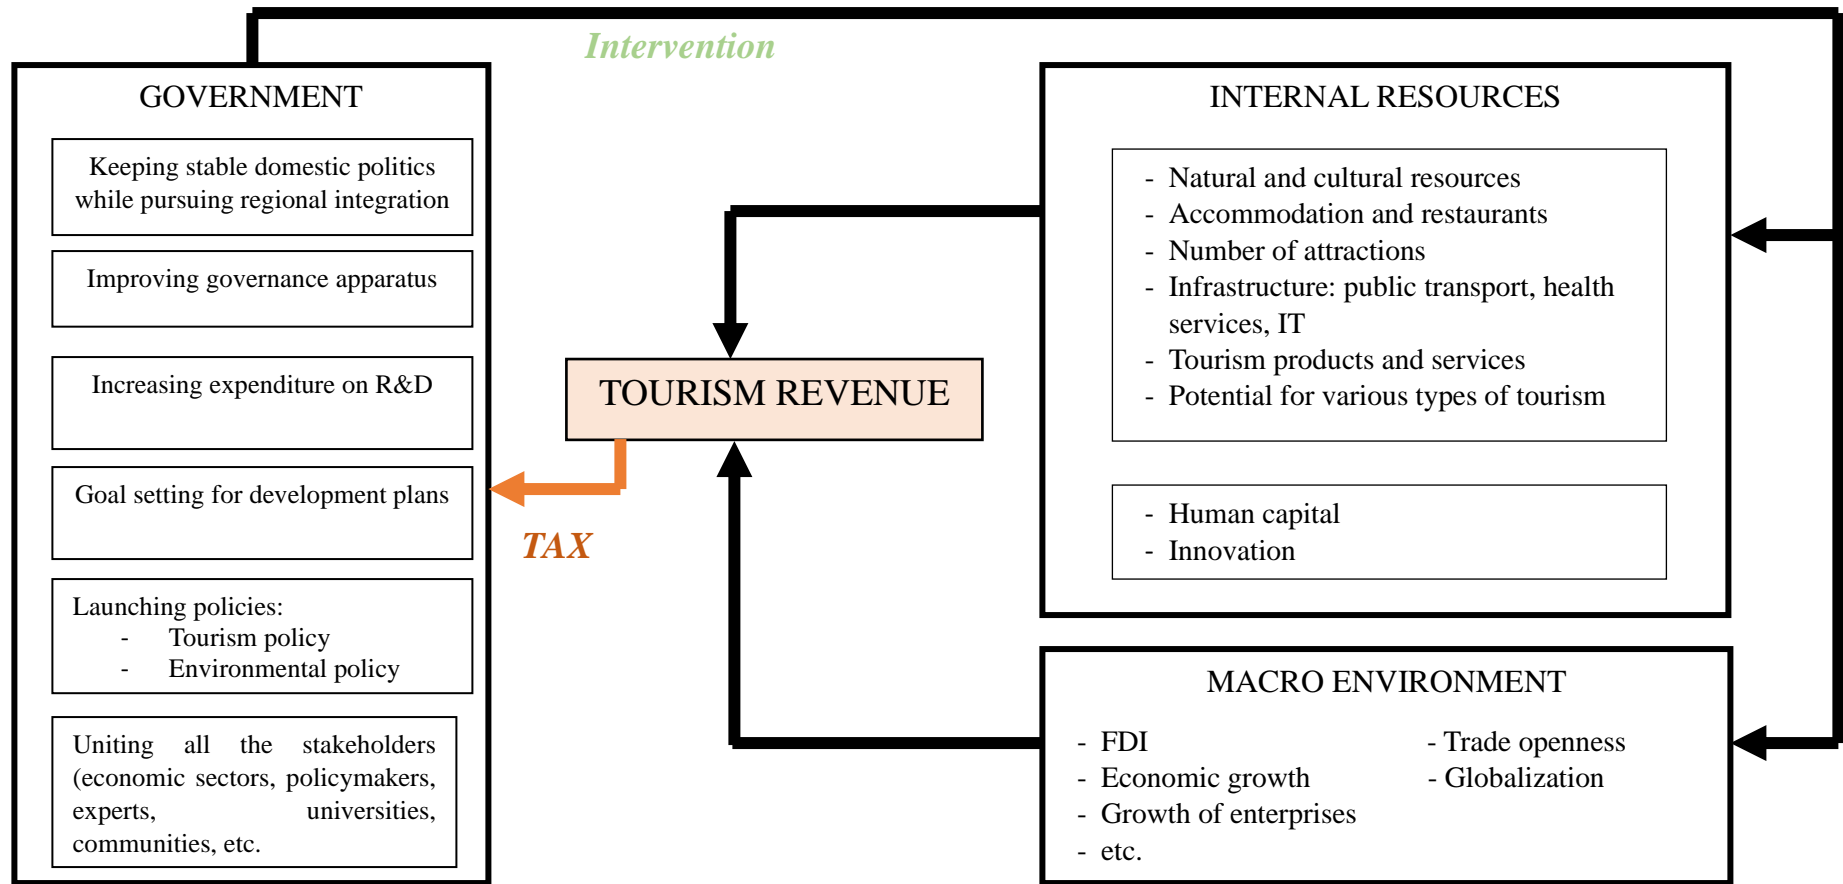 Intervention
GOVERNMENT
Keeping stable domestic politics
while pursuing regional integration
Improving governance apparatus
Increasing expenditure on R&D
Goal setting for development plans
Launching policies:
- Tourism policy
- Environmental policy
Uniting all the stakeholders
(economic sectors, policymakers,
experts, universities,
communities, etc.
TOURISM REVENUE
TAX
INTERNAL RESOURCES
- Natural and cultural resources
- Accommodation and restaurants
- Number of attractions
- Infrastructure: public transport, health
services, IT
- Tourism products and services
- Potential for various types of tourism
- Human capital
- Innovation
MACRO ENVIRONMENT
- FDI
- Economic growth
- Growth of enterprises
- etc.
- Trade openness
- Globalization